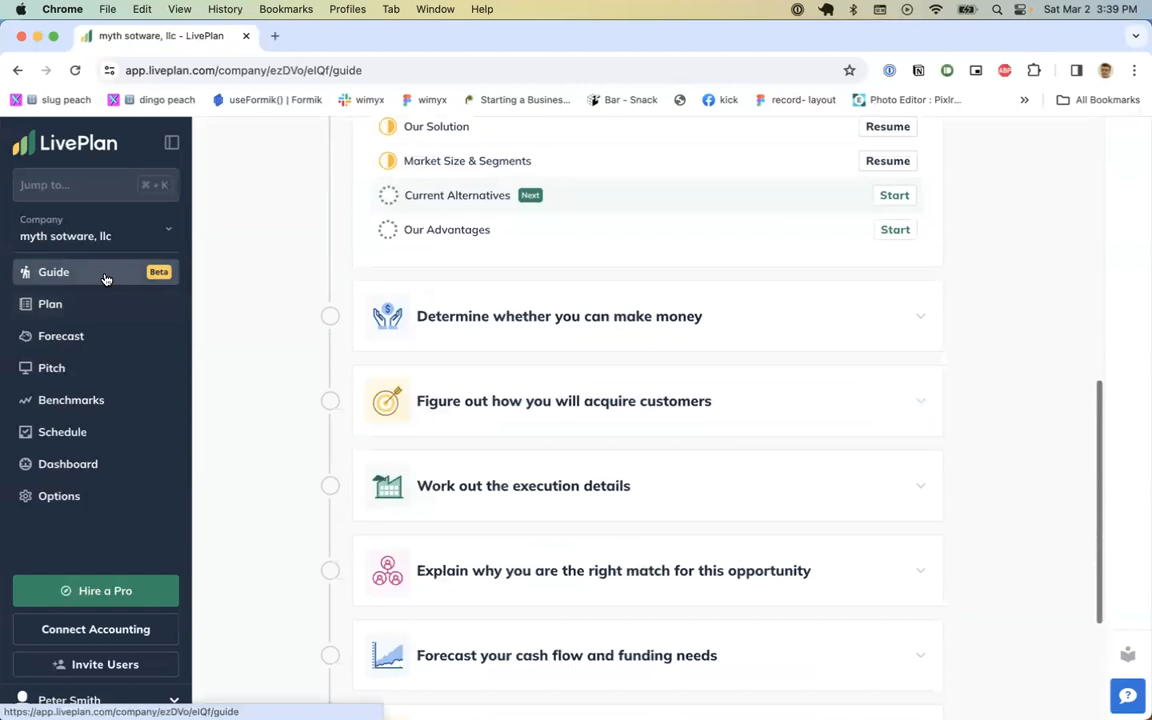 Chrome File Edit View History Bookmarks Profiles Tab Window Help Sat Mar 2 3:39 PM
myth sotware, llc - LivePlan
app.liveplan.com/company/ezDVo/eIQf/guide
slug peach dingo peach useFormik() | Formik wimyx wimyx Starting a Busines... Bar - Snack kick record- layout Photo Editor : Pixlr... All Bookmarks
LivePlan
Jump to... ⌘ + K
Company
myth sotware, llc
Guide Beta
Plan
Forecast
Pitch
Benchmarks
Schedule
Dashboard
Options
Hire a Pro
Connect Accounting
Invite Users
Peter Smith
https://app.liveplan.com/company/ezDVo/eIQf/guide
Our Solution Resume
Market Size & Segments Resume
Current Alternatives Next Start
Our Advantages Start
Determine whether you can make money
Figure out how you will acquire customers
Work out the execution details
Explain why you are the right match for this opportunity
Forecast your cash flow and funding needs